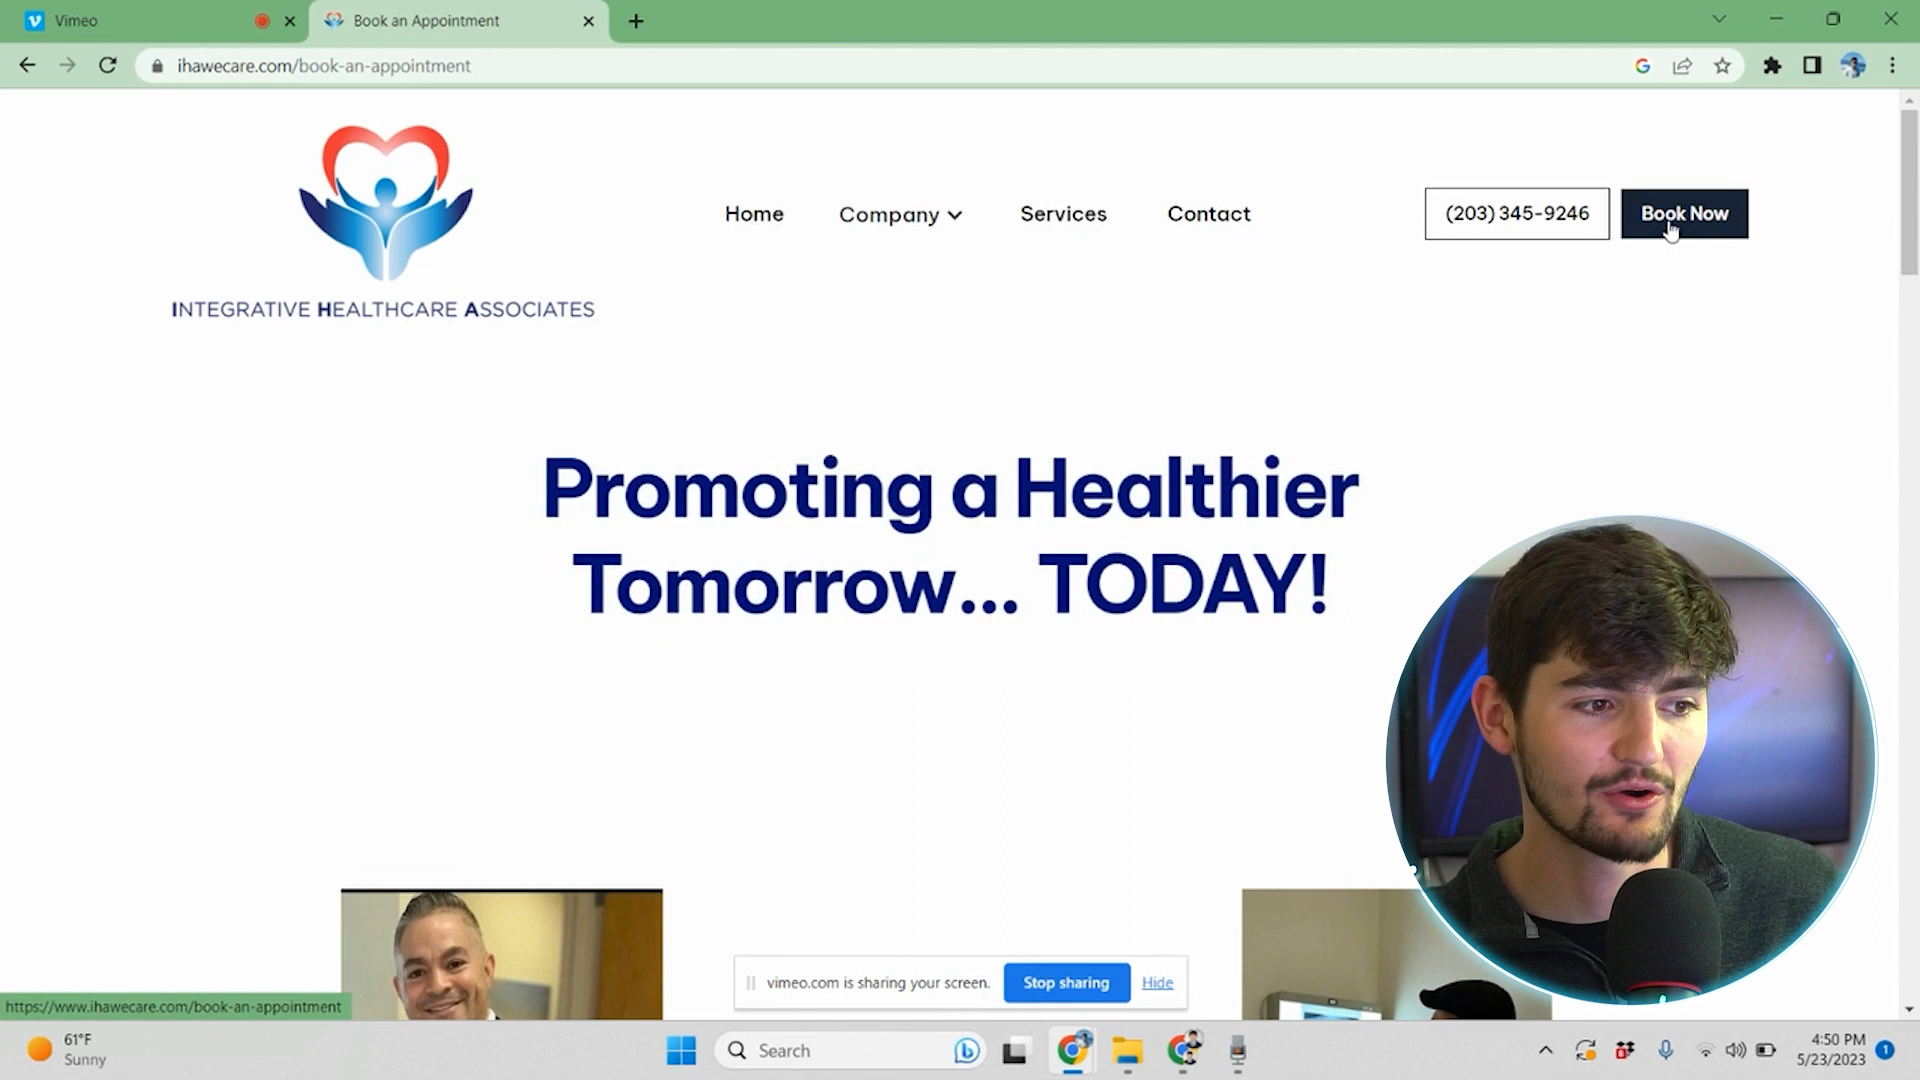 Vimeo
Book an Appointment
ihawecare.com/book-an-appointment
INTEGRATIVE HEALTHCARE ASSOCIATES
Home
Company
Services
Contact
(203) 345-9246
Book Now
Promoting a Healthier
Tomorrow... TODAY!
vimeo.com is sharing your screen.
Stop sharing
Hide
https://www.ihawecare.com/book-an-appointment
61°F
Sunny
Search
4:50 PM
5/23/2023
1